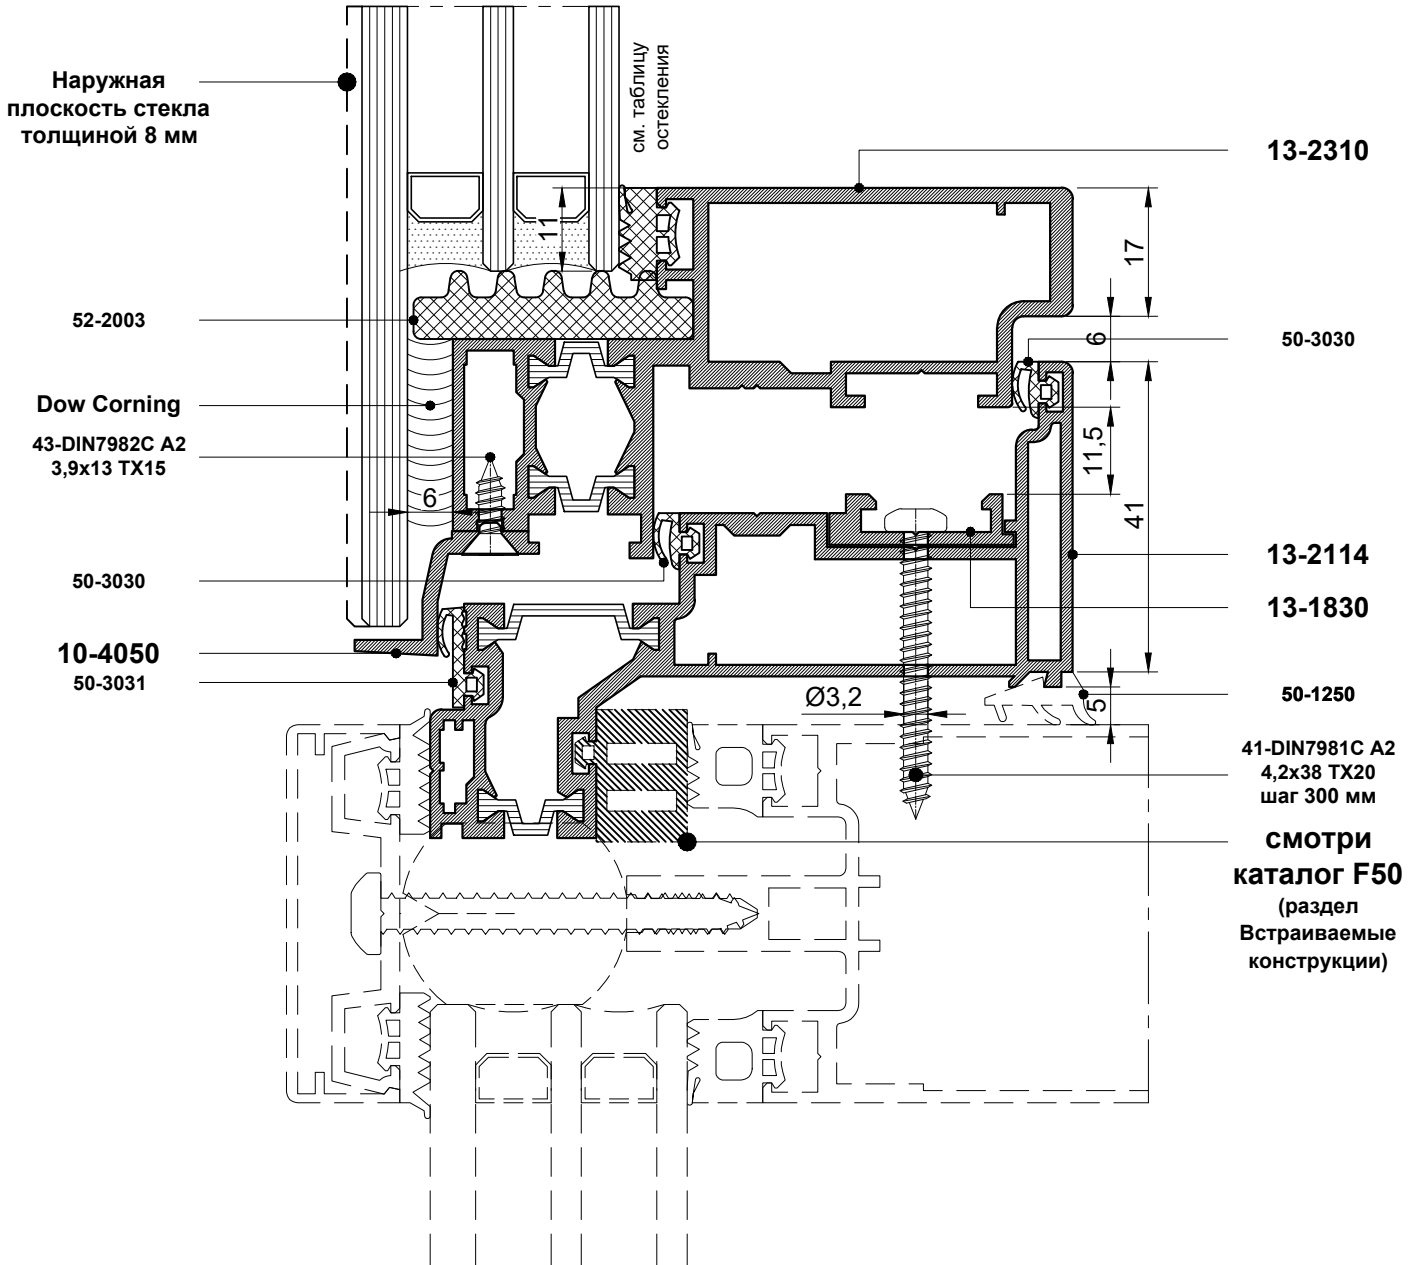 Наружная
плоскость стекла
толщиной 8 мм
см. таблицу
остекления
13-2310
11
17
52-2003
6
50-3030
Dow Corning
43-DIN7982C A2
3,9x13 TX15
11,5
6
41
13-2114
50-3030
13-1830
10-4050
50-3031
Ø3,2
5
50-1250
41-DIN7981C A2
4,2x38 TX20
шаг 300 мм
смотри
каталог F50
(раздел
Встраиваемые
конструкции)